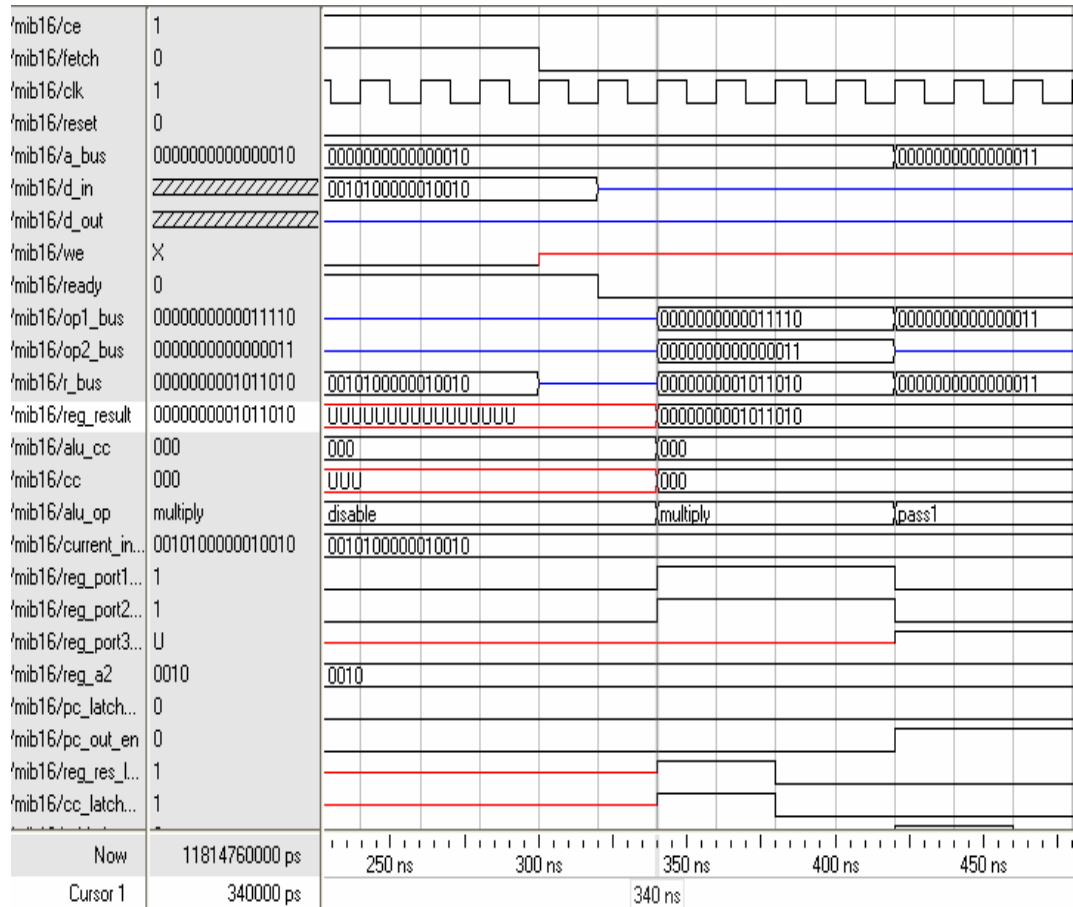 /mib16/ce 1
/mib16/fetch 0
/mib16/clk 1
/mib16/reset 0
/mib16/a_bus 0000000000000010 0000000000000010 0000000000000011
/mib16/d_in 0010100000010010
/mib16/d_out
/mib16/we X
/mib16/ready 0
/mib16/op1_bus 0000000000011110 0000000000011110 0000000000000011
/mib16/op2_bus 0000000000000011 0000000000000011
/mib16/r_bus 0000000001011010 0010100000010010 0000000001011010 0000000000000011
/mib16/reg_result 0000000001011010 UUUUUUUUUUUUUUUU 0000000001011010
/mib16/alu_cc 000 000 000
/mib16/cc 000 UUU 000
/mib16/alu_op multiply disable multiply pass1
/mib16/current_in... 0010100000010010 0010100000010010
/mib16/reg_port1... 1
/mib16/reg_port2... 1
/mib16/reg_port3... U
/mib16/reg_a2 0010 0010
/mib16/pc_latch... 0
/mib16/pc_out_en 0
/mib16/reg_res_l... 1
/mib16/cc_latch... 1
Now 11814760000 ps 250 ns 300 ns 350 ns 400 ns 450 ns
Cursor 1 340000 ps 340 ns